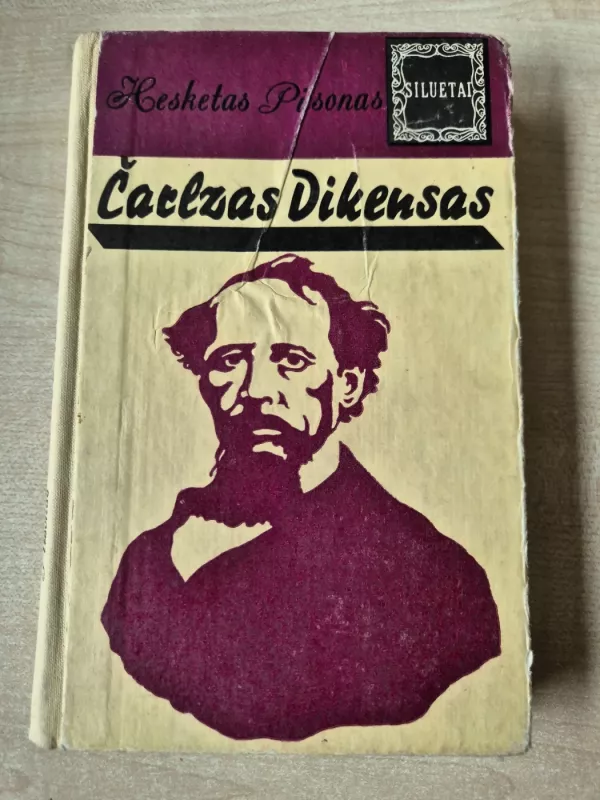 Hesketas Pirsonas
SILUETAI
Čarlzas Dikensas